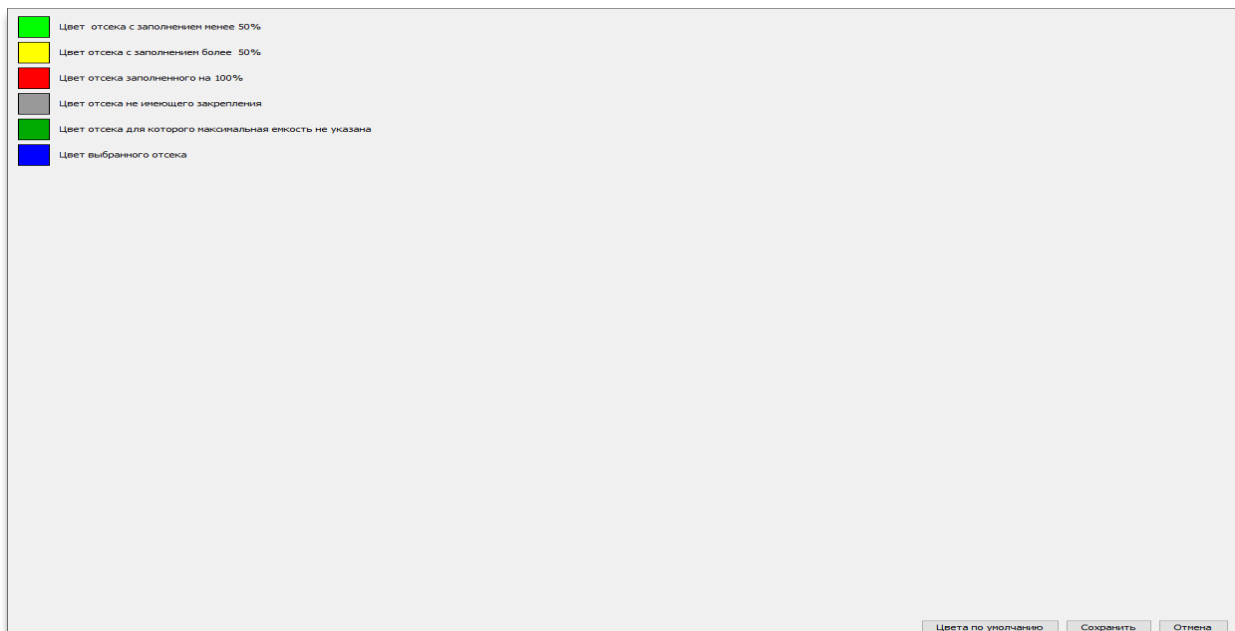 Цвет отсека с заполнением менее 50%
Цвет отсека с заполнением более 50%
Цвет отсека заполненного на 100%
Цвет отсека не имеющего закрепления
Цвет отсека для которого максимальная емкость не указана
Цвет выбранного отсека
Цвета по умолчанию Сохранить Отмена